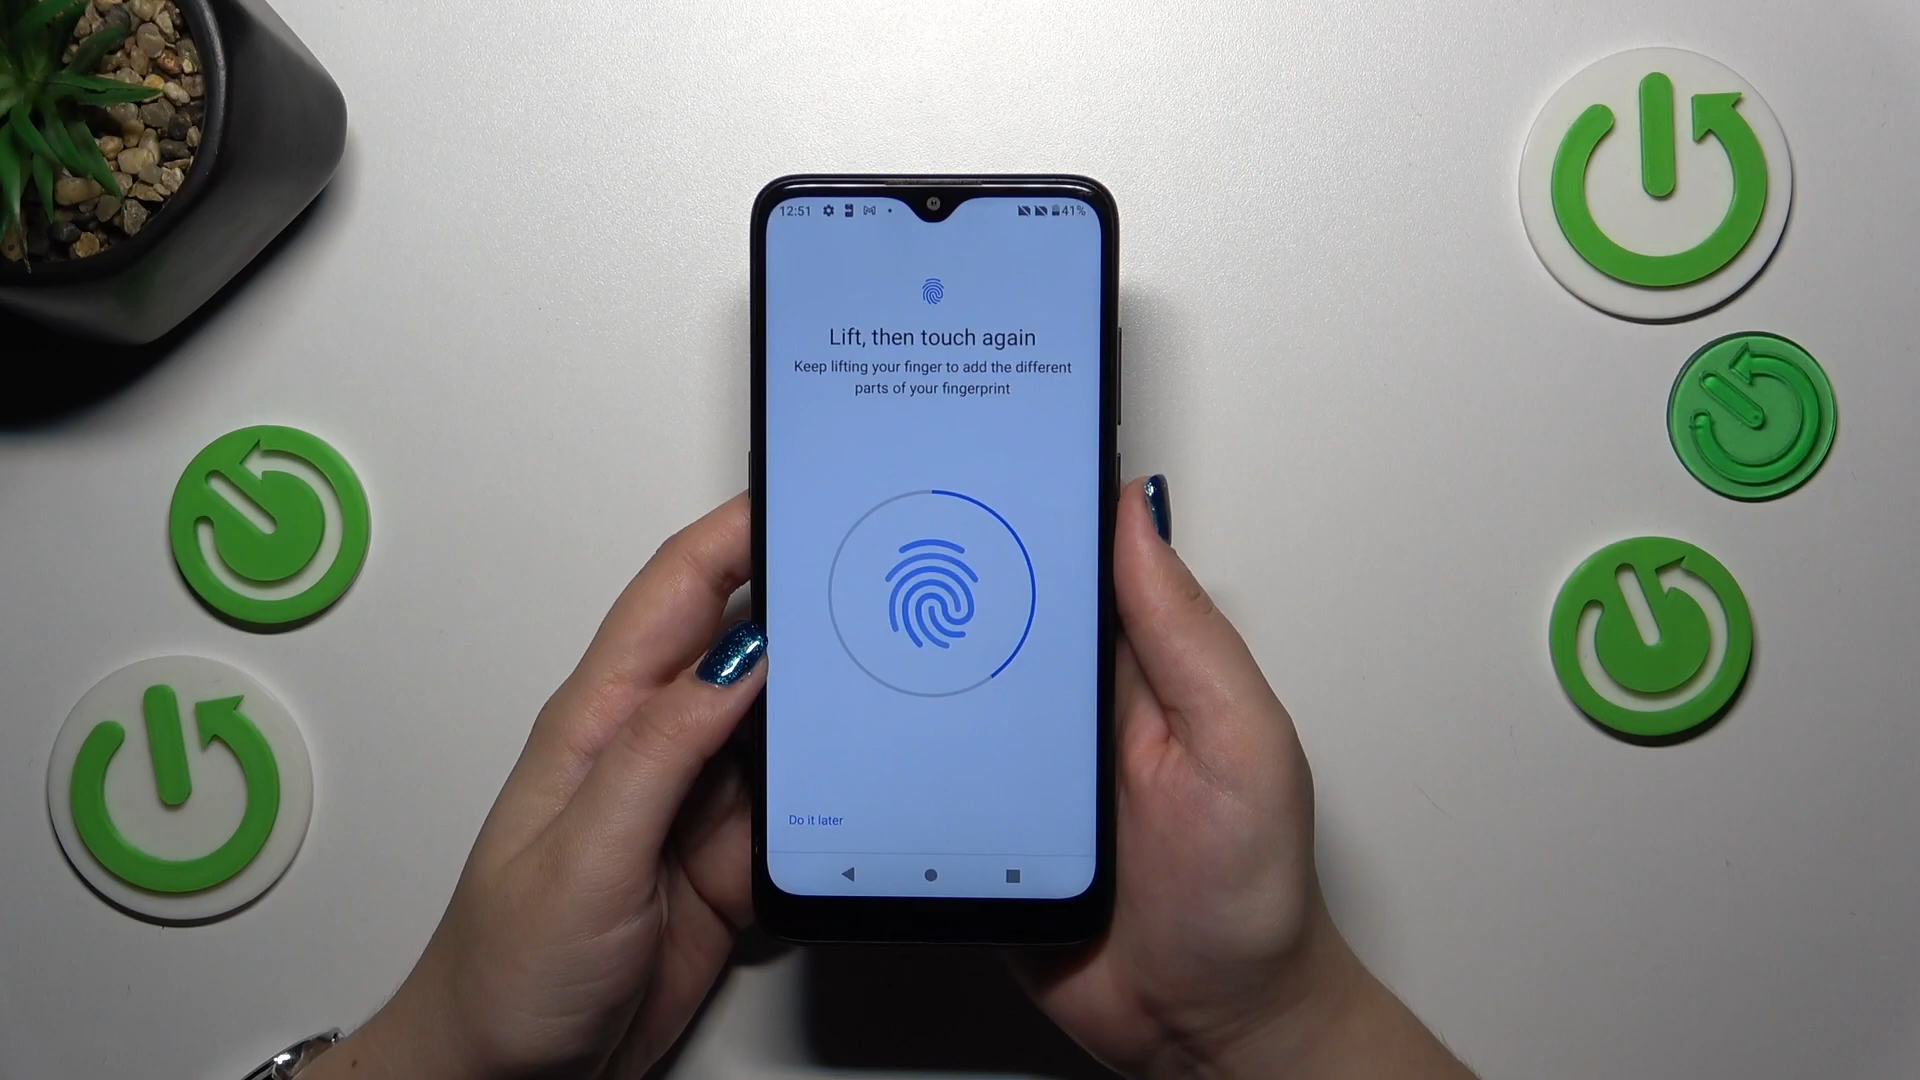 12:51 41%
Lift, then touch again
Keep lifting your finger to add the different
parts of your fingerprint
Do it later